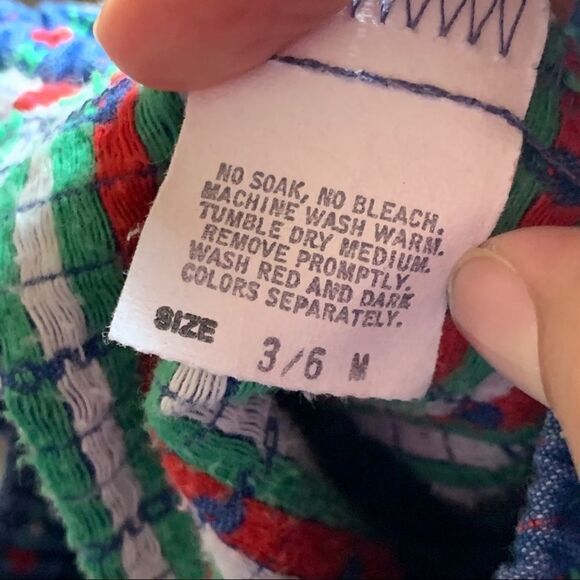 NO SOAK, NO BLEACH.
MACHINE WASH WARM.
TUMBLE DRY MEDIUM.
REMOVE PROMPTLY.
WASH RED AND DARK
COLORS SEPARATELY.
SIZE 3/6 M